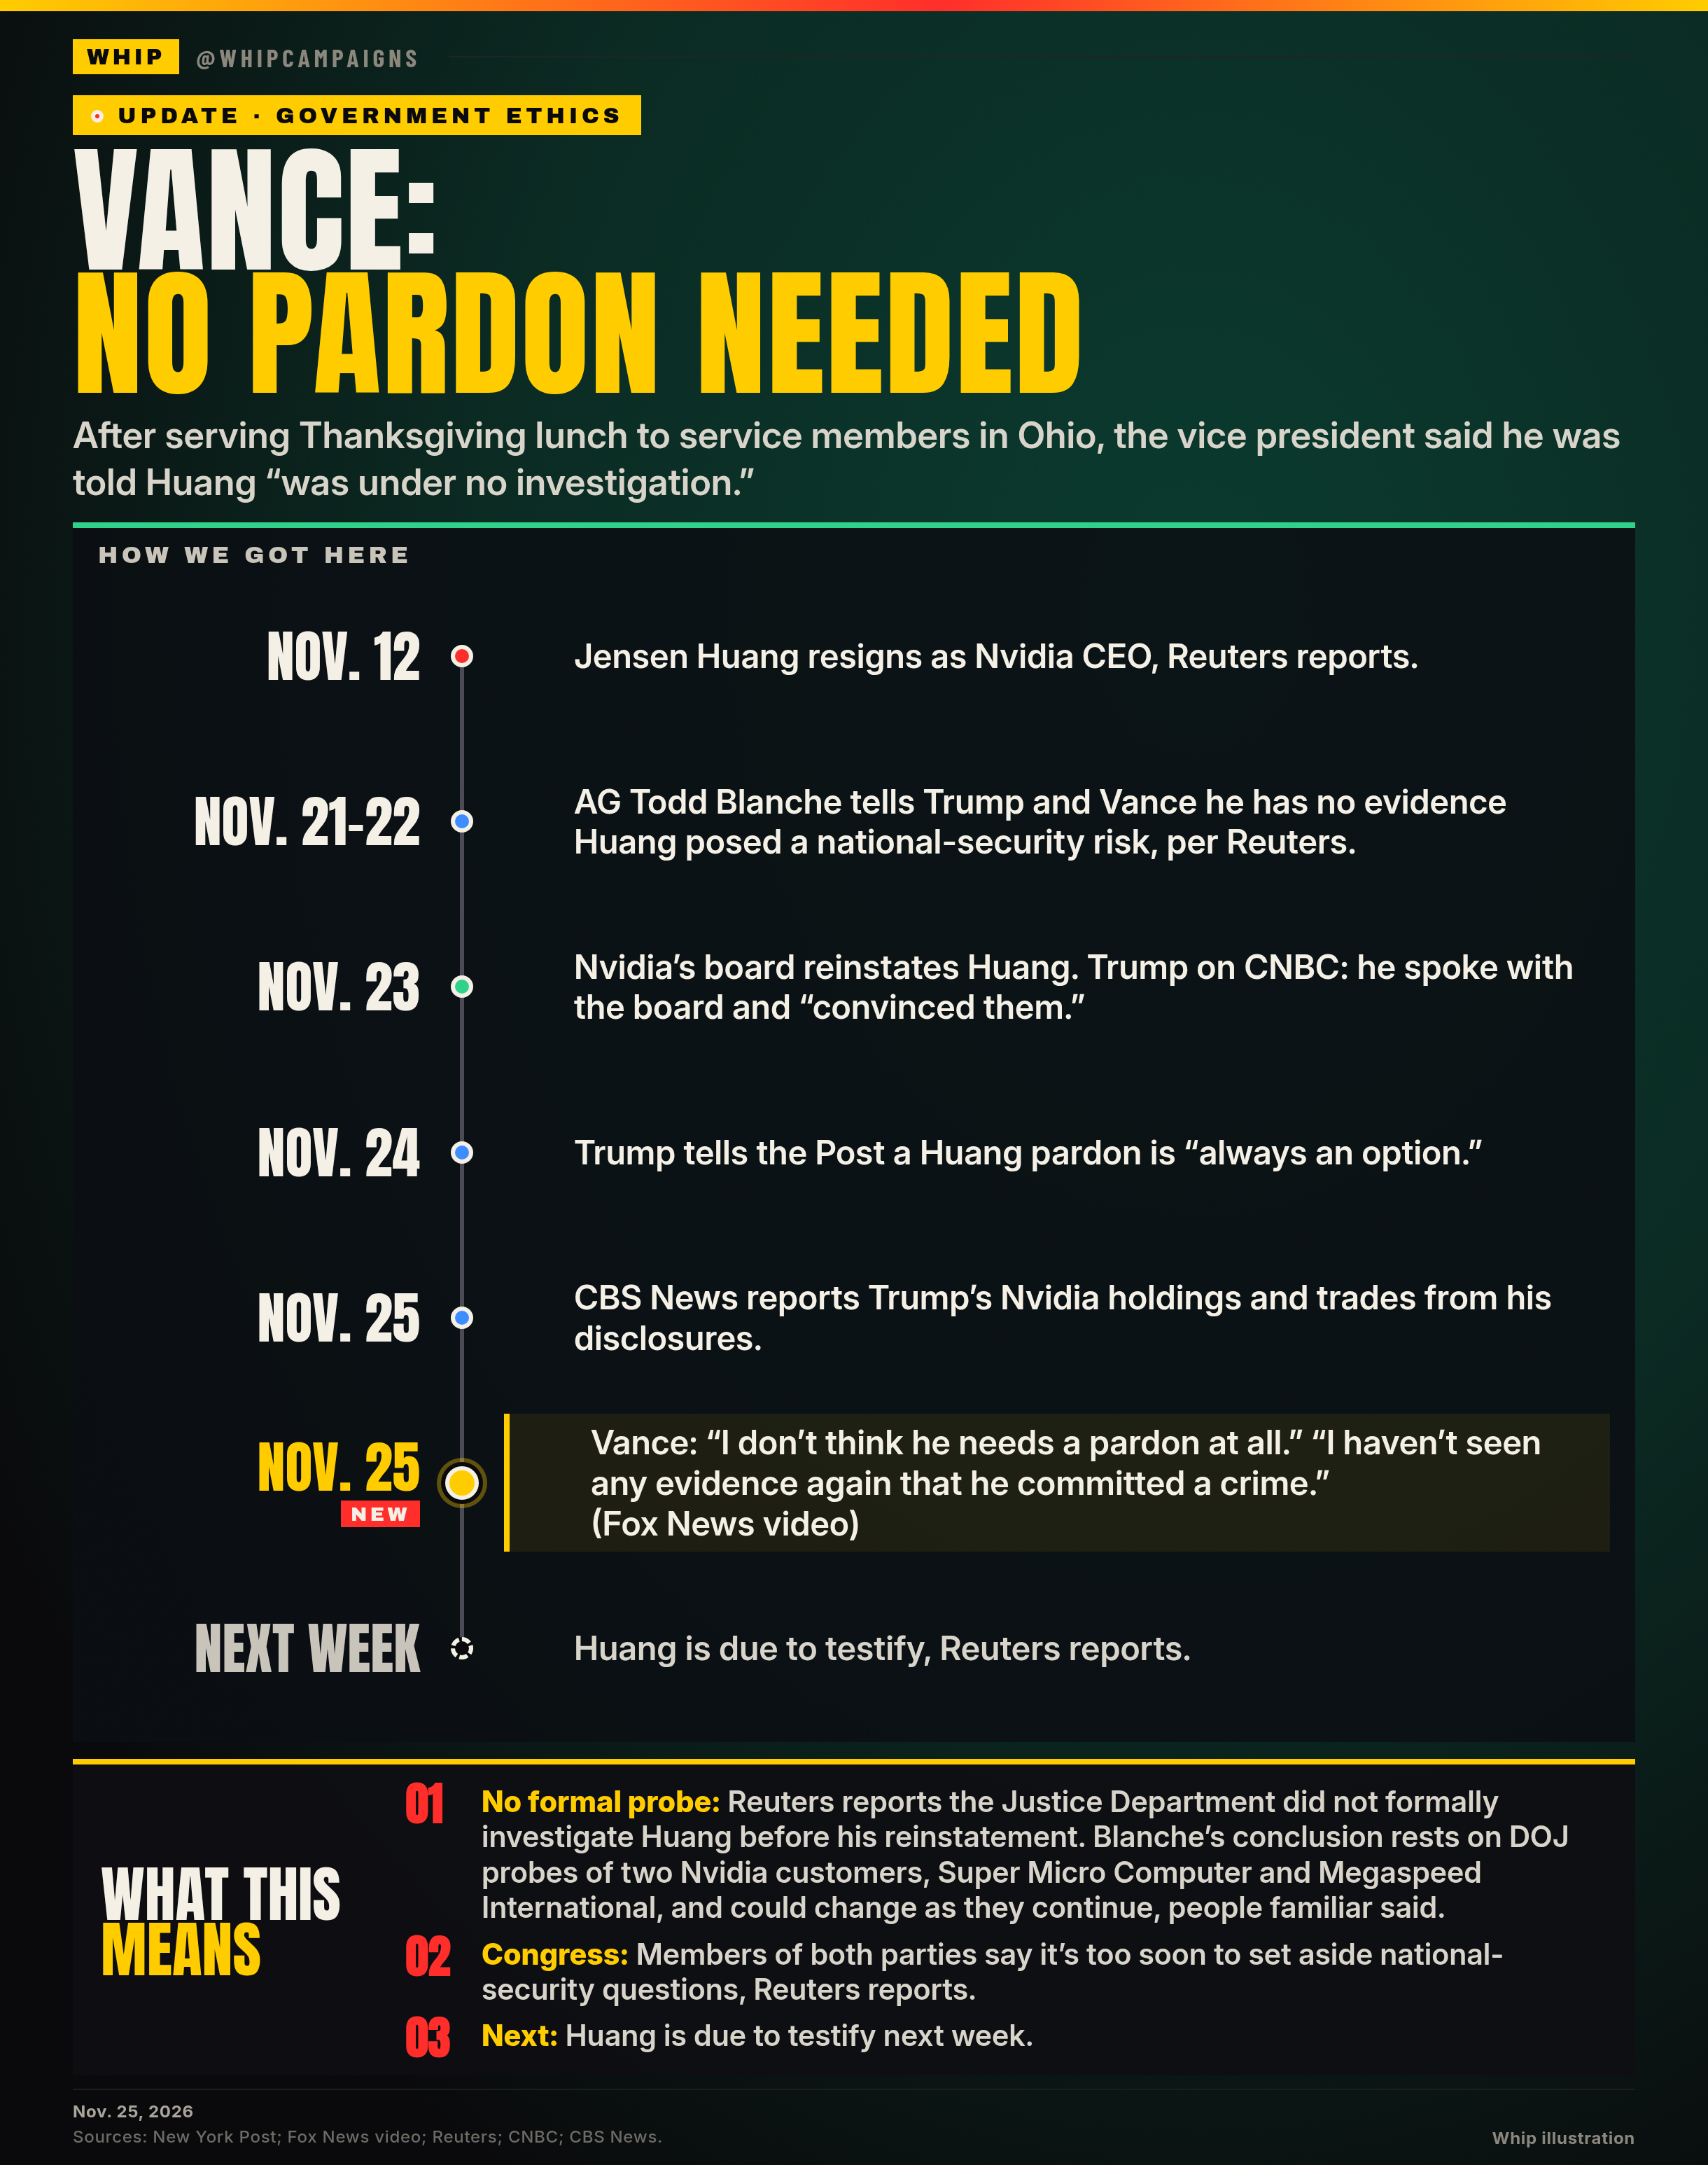 WHIP @WHIPCAMPAIGNS
UPDATE · GOVERNMENT ETHICS
VANCE:
NO PARDON NEEDED
After serving Thanksgiving lunch to service members in Ohio, the vice president said he was
told Huang “was under no investigation.”
HOW WE GOT HERE
NOV. 12
Jensen Huang resigns as Nvidia CEO, Reuters reports.
NOV. 21-22
AG Todd Blanche tells Trump and Vance he has no evidence
Huang posed a national-security risk, per Reuters.
NOV. 23
Nvidia’s board reinstates Huang. Trump on CNBC: he spoke with
the board and “convinced them.”
NOV. 24
Trump tells the Post a Huang pardon is “always an option.”
NOV. 25
CBS News reports Trump’s Nvidia holdings and trades from his
disclosures.
NOV. 25
NEW
Vance: “I don’t think he needs a pardon at all.” “I haven’t seen
any evidence again that he committed a crime.”
(Fox News video)
NEXT WEEK
Huang is due to testify, Reuters reports.
WHAT THIS
MEANS
01
No formal probe: Reuters reports the Justice Department did not formally
investigate Huang before his reinstatement. Blanche’s conclusion rests on DOJ
probes of two Nvidia customers, Super Micro Computer and Megaspeed
International, and could change as they continue, people familiar said.
02
Congress: Members of both parties say it’s too soon to set aside national-
security questions, Reuters reports.
03
Next: Huang is due to testify next week.
Nov. 25, 2026
Sources: New York Post; Fox News video; Reuters; CNBC; CBS News.
Whip illustration